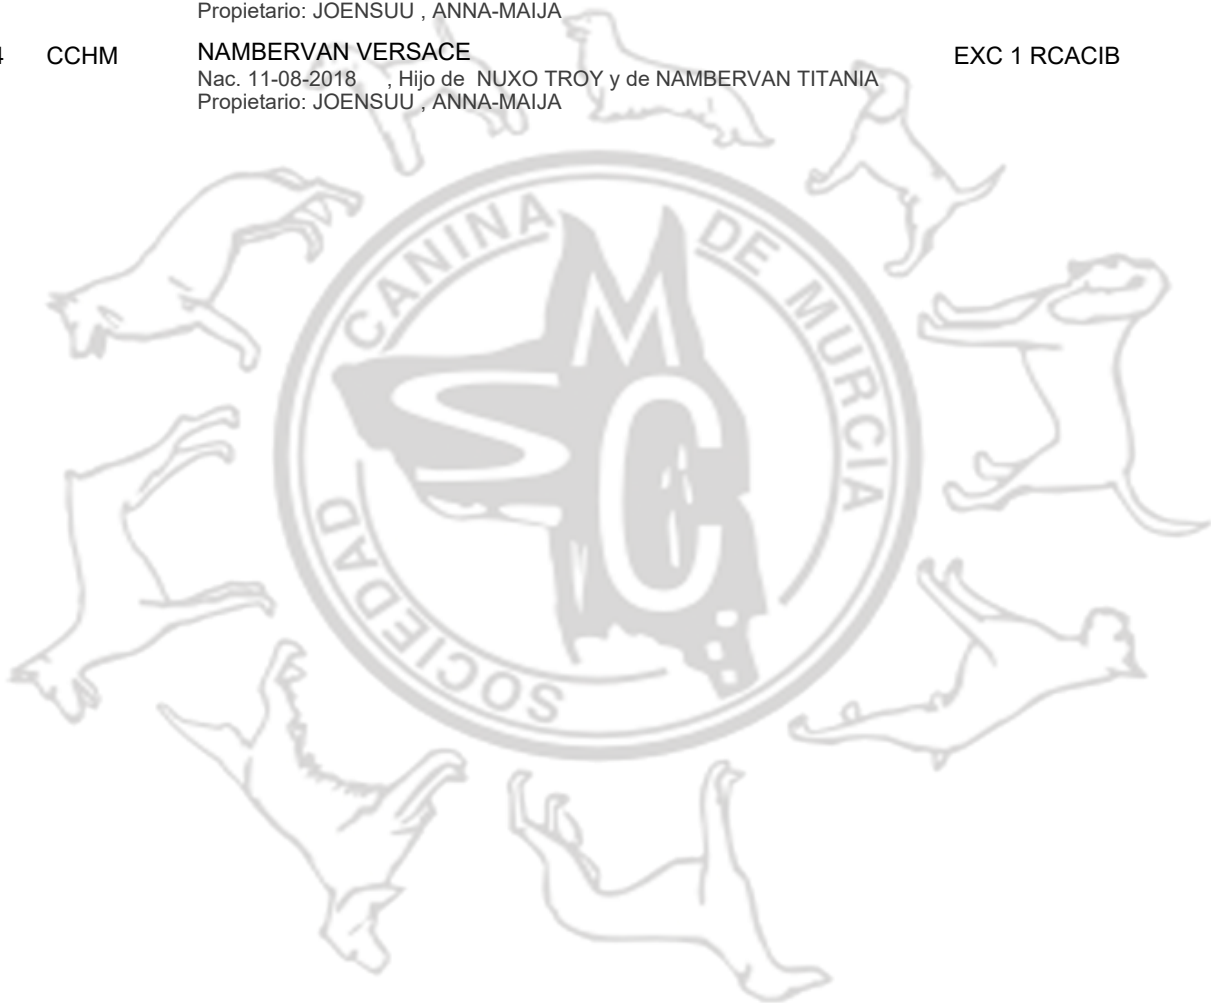 Propietario: JOENSUU , ANNA-MAIJA
4 CCHM NAMBERVAN VERSACE EXC 1 RCACIB
Nac. 11-08-2018 , Hijo de NUXO TROY y de NAMBERVAN TITANIA
Propietario: JOENSUU , ANNA-MAIJA
SOCIEDAD CANINA DE MURCIA
M
S
C